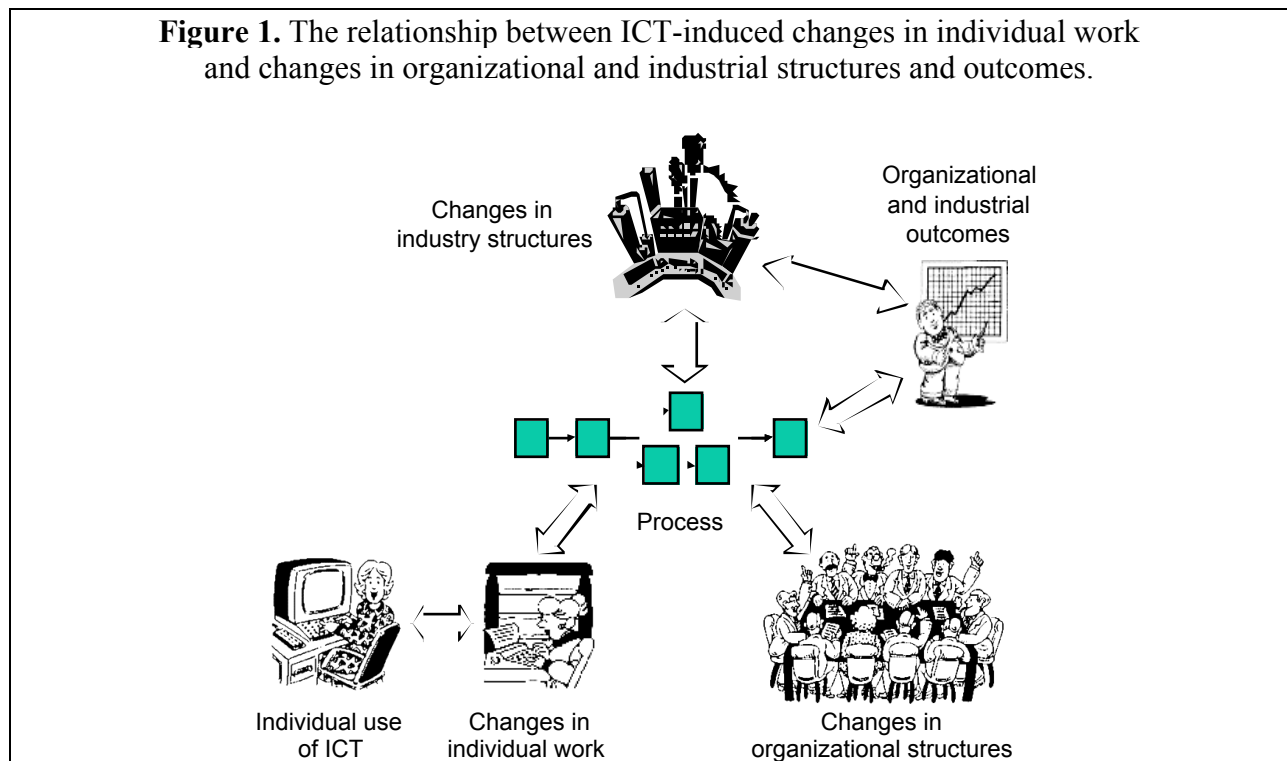 Figure 1. The relationship between ICT-induced changes in individual work
and changes in organizational and industrial structures and outcomes.
Changes in
industry structures
Organizational
and industrial
outcomes
Process
Individual use
of ICT
Changes in
individual work
Changes in
organizational structures